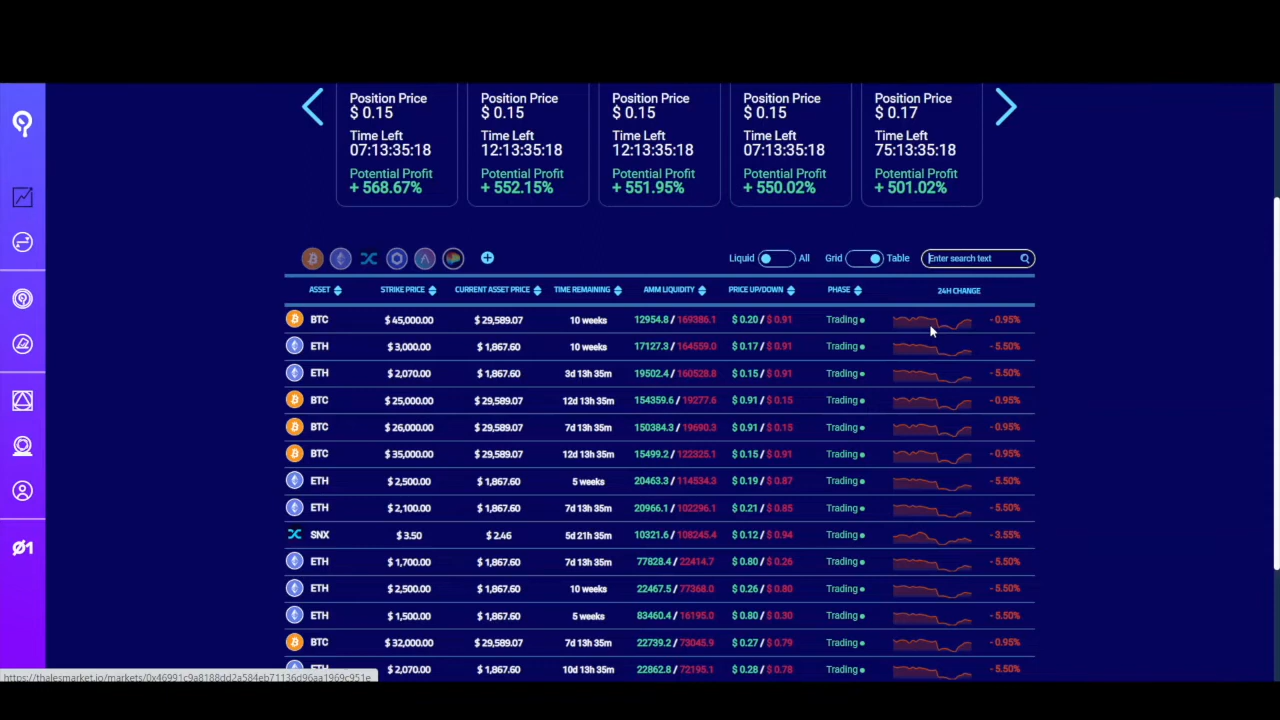 Position Price Position Price Position Price Position Price Position Price
$ 0.15 $ 0.15 $ 0.15 $ 0.15 $ 0.17
Time Left Time Left Time Left Time Left Time Left
07:13:35:18 12:13:35:18 12:13:35:18 07:13:35:18 75:13:35:18
Potential Profit Potential Profit Potential Profit Potential Profit Potential Profit
+ 568.67% + 552.15% + 551.95% + 550.02% + 501.02%
Liquid All Grid Table Enter search text
ASSET STRIKE PRICE CURRENT ASSET PRICE TIME REMAINING AMM LIQUIDITY PRICE UP/DOWN PHASE 24H CHANGE
BTC $ 45,000.00 $ 29,589.07 10 weeks 12954.8 / 169386.1 $ 0.20 / $ 0.91 Trading - 0.95%
ETH $ 3,000.00 $ 1,867.60 10 weeks 17127.3 / 164559.0 $ 0.17 / $ 0.91 Trading - 5.50%
ETH $ 2,070.00 $ 1,867.60 3d 13h 35m 19502.4 / 160528.8 $ 0.15 / $ 0.91 Trading - 5.50%
BTC $ 25,000.00 $ 29,589.07 12d 13h 35m 154359.6 / 19277.6 $ 0.91 / $ 0.15 Trading - 0.95%
BTC $ 26,000.00 $ 29,589.07 7d 13h 35m 150384.3 / 19690.3 $ 0.91 / $ 0.15 Trading - 0.95%
BTC $ 35,000.00 $ 29,589.07 12d 13h 35m 15499.2 / 122325.1 $ 0.15 / $ 0.91 Trading - 0.95%
ETH $ 2,500.00 $ 1,867.60 5 weeks 20463.3 / 114534.3 $ 0.19 / $ 0.87 Trading - 5.50%
ETH $ 2,100.00 $ 1,867.60 7d 13h 35m 20966.1 / 102296.1 $ 0.21 / $ 0.85 Trading - 5.50%
SNX $ 3.50 $ 2.46 5d 21h 35m 10321.6 / 108245.4 $ 0.12 / $ 0.94 Trading - 3.55%
ETH $ 1,700.00 $ 1,867.60 7d 13h 35m 77828.4 / 22414.7 $ 0.80 / $ 0.26 Trading - 5.50%
ETH $ 2,500.00 $ 1,867.60 10 weeks 22467.5 / 77368.0 $ 0.26 / $ 0.80 Trading - 5.50%
ETH $ 1,500.00 $ 1,867.60 5 weeks 83460.4 / 16195.0 $ 0.80 / $ 0.30 Trading - 5.50%
BTC $ 32,000.00 $ 29,589.07 7d 13h 35m 22739.2 / 73045.9 $ 0.27 / $ 0.79 Trading - 0.95%
ETH $ 2,070.00 $ 1,867.60 10d 13h 35m 22862.8 / 72195.1 $ 0.28 / $ 0.78 Trading - 5.50%
https://thalesmarket.io/markets/0x46991c9a8188dd2a584eb71136d96aa1969c951e